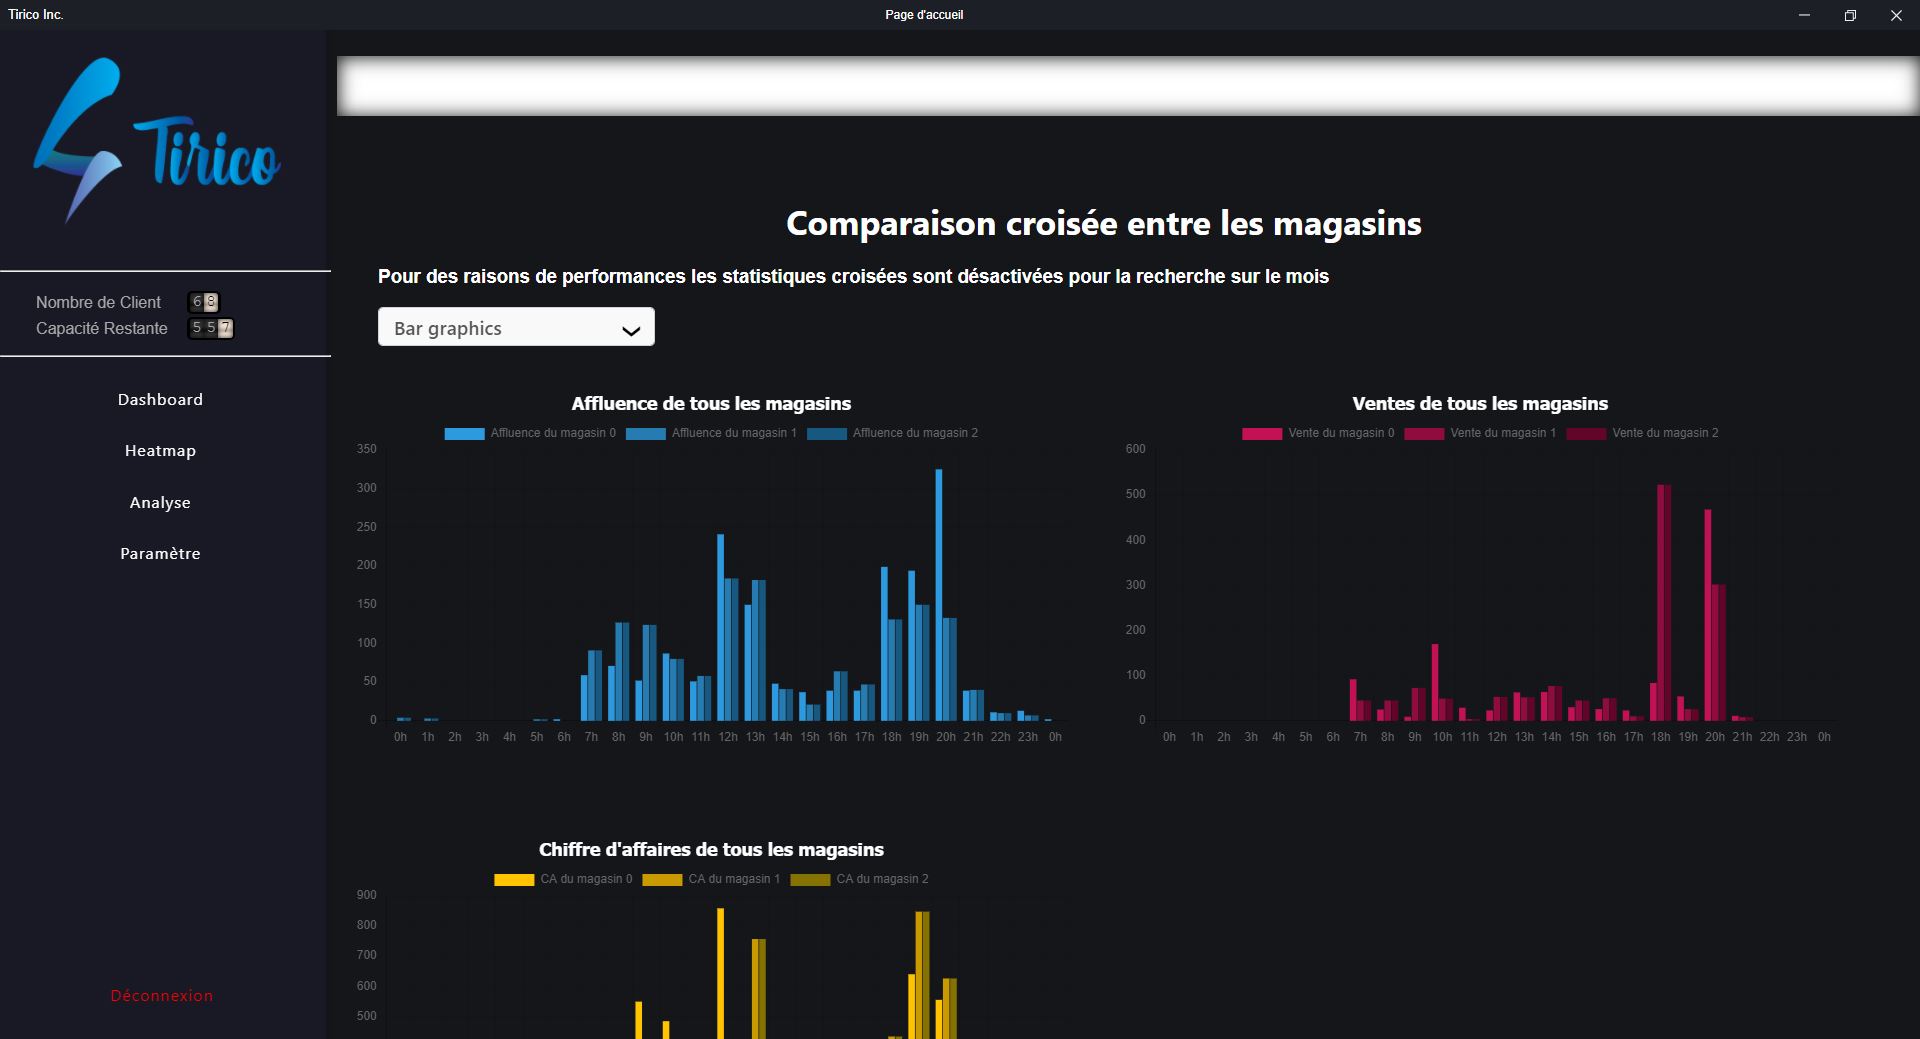 Tirico Inc.
Page d'accueil
Tirico
Nombre de Client 68
Capacité Restante 557
Dashboard
Heatmap
Analyse
Paramètre
Déconnexion
Comparaison croisée entre les magasins
Pour des raisons de performances les statistiques croisées sont désactivées pour la recherche sur le mois
Bar graphics
Affluence de tous les magasins
Affluence du magasin 0 Affluence du magasin 1 Affluence du magasin 2
350
300
250
200
150
100
50
0
0h 1h 2h 3h 4h 5h 6h 7h 8h 9h 10h 11h 12h 13h 14h 15h 16h 17h 18h 19h 20h 21h 22h 23h 0h
Ventes de tous les magasins
Vente du magasin 0 Vente du magasin 1 Vente du magasin 2
600
500
400
300
200
100
0
0h 1h 2h 3h 4h 5h 6h 7h 8h 9h 10h 11h 12h 13h 14h 15h 16h 17h 18h 19h 20h 21h 22h 23h 0h
Chiffre d'affaires de tous les magasins
CA du magasin 0 CA du magasin 1 CA du magasin 2
900
800
700
600
500